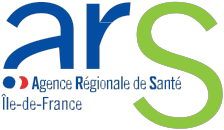 ars
Agence Régionale de Santé
Île-de-France